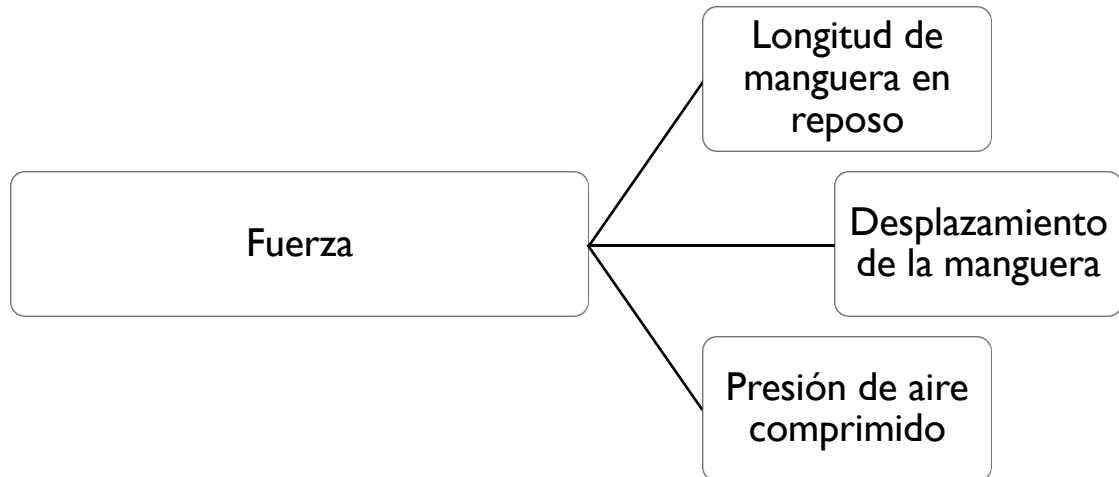 Longitud de
manguera en
reposo
Fuerza
Desplazamiento
de la manguera
Presión de aire
comprimido